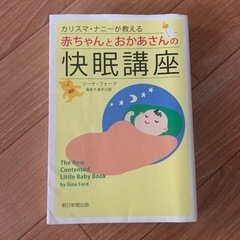 カリスマ・ナニーが教える
赤ちゃんとおかあさんの
快眠講座
ジーナ・フォード
The New
Contented
Little Baby Book
by Gina Ford
朝日新聞出版